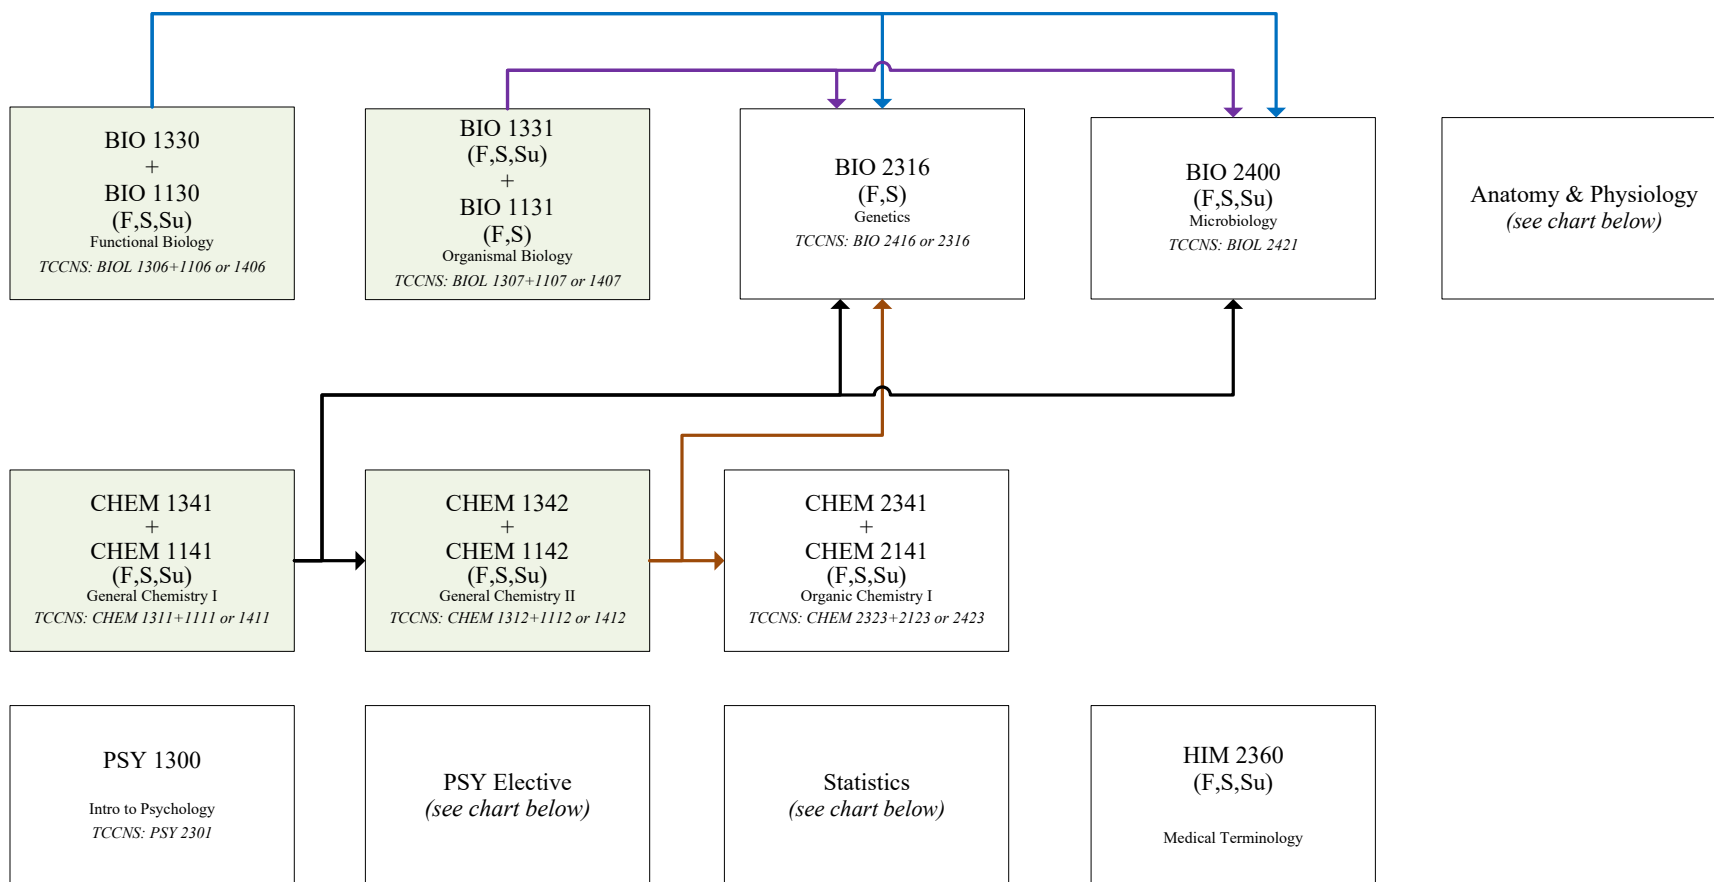 BIO 1330
+
BIO 1130
(F,S,Su)
Functional Biology
TCCNS: BIOL 1306+1106 or 1406
BIO 1331
(F,S,Su)
+
BIO 1131
(F,S)
Organismal Biology
TCCNS: BIOL 1307+1107 or 1407
BIO 2316
(F,S)
Genetics
TCCNS: BIO 2416 or 2316
BIO 2400
(F,S,Su)
Microbiology
TCCNS: BIOL 2421
Anatomy & Physiology
(see chart below)
CHEM 1341
+
CHEM 1141
(F,S,Su)
General Chemistry I
TCCNS: CHEM 1311+1111 or 1411
CHEM 1342
+
CHEM 1142
(F,S,Su)
General Chemistry II
TCCNS: CHEM 1312+1112 or 1412
CHEM 2341
+
CHEM 2141
(F,S,Su)
Organic Chemistry I
TCCNS: CHEM 2323+2123 or 2423
PSY 1300
Intro to Psychology
TCCNS: PSY 2301
PSY Elective
(see chart below)
Statistics
(see chart below)
HIM 2360
(F,S,Su)
Medical Terminology